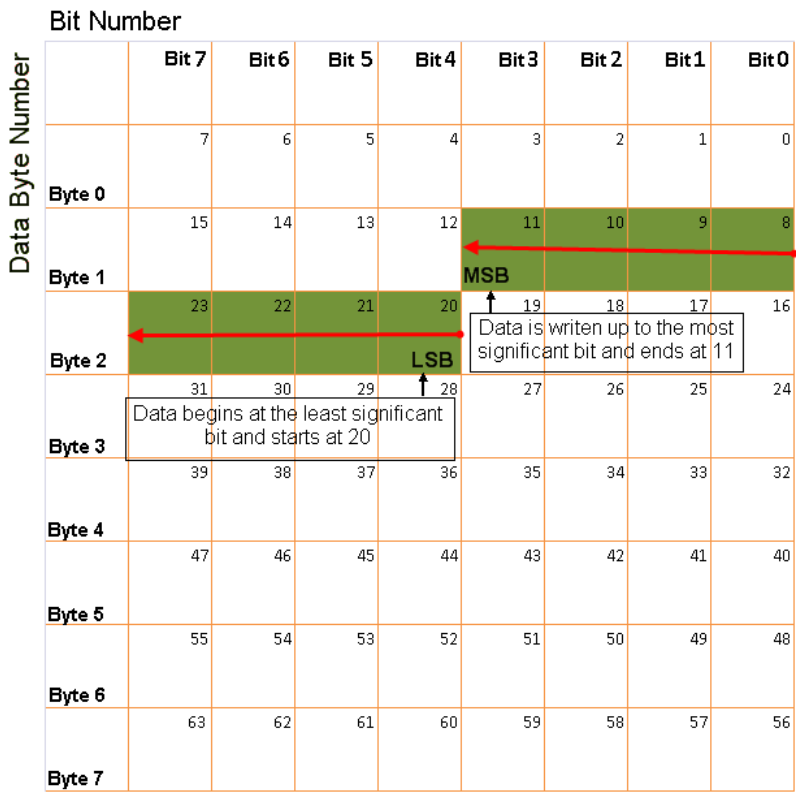 Bit Number
Data Byte Number
Bit 7 Bit 6 Bit 5 Bit 4 Bit 3 Bit 2 Bit 1 Bit 0
7 6 5 4 3 2 1 0
Byte 0
15 14 13 12 11 10 9 8
Byte 1 MSB
23 22 21 20 19 18 17 16
Data is writen up to the most
significant bit and ends at 11
Byte 2 LSB
31 30 29 28 27 26 25 24
Data begins at the least significant
bit and starts at 20
Byte 3
39 38 37 36 35 34 33 32
Byte 4
47 46 45 44 43 42 41 40
Byte 5
55 54 53 52 51 50 49 48
Byte 6
63 62 61 60 59 58 57 56
Byte 7